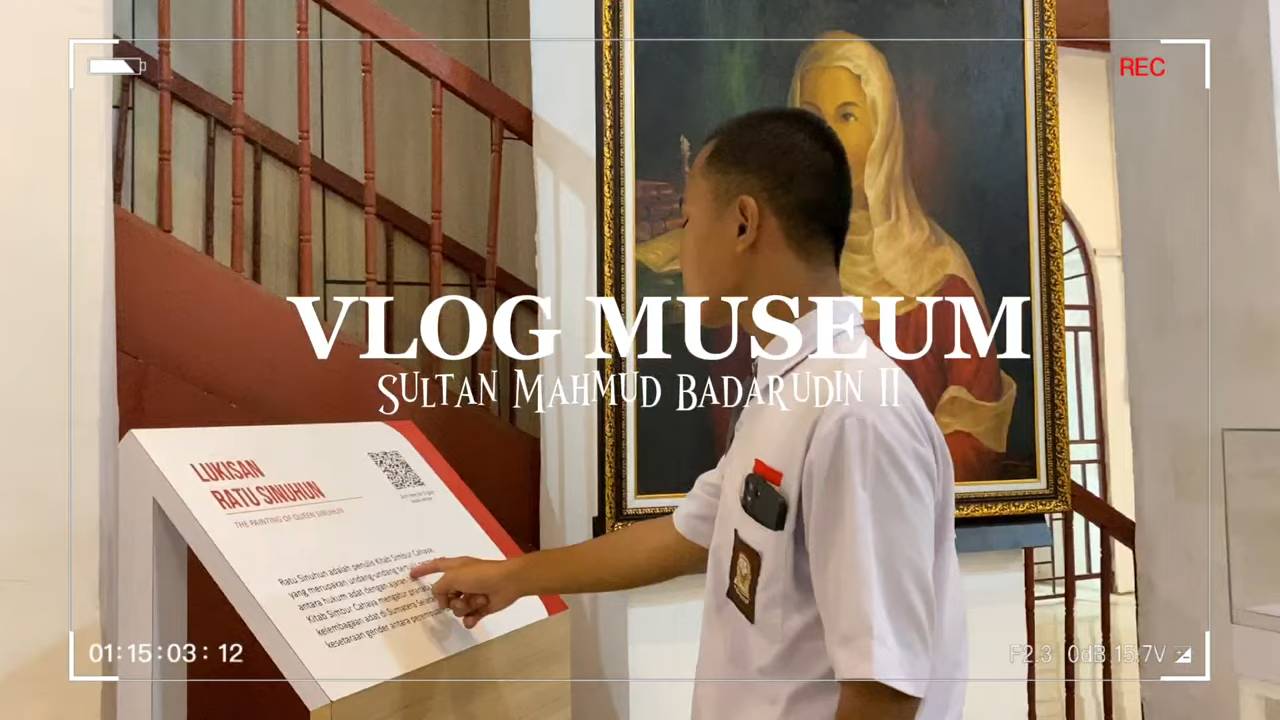 REC
VLOG MUSEUM
SULTAN MAHMUD BADARUDIN II
LUKISAN
RATU SINUHUN
THE PAINTING OF QUEEN SINUHUN
Ratu Sinuhun adalah penulis Kitab Simbur Cahaya,
yang merupakan undang-undang
antara hukum adat dengan ajaran
Kitab Simbur Cahaya mengatur
kelembagaan adat di Sumatera
kesetaraan gender antara
01:15:03:12
F2.3 0dB 15.7V